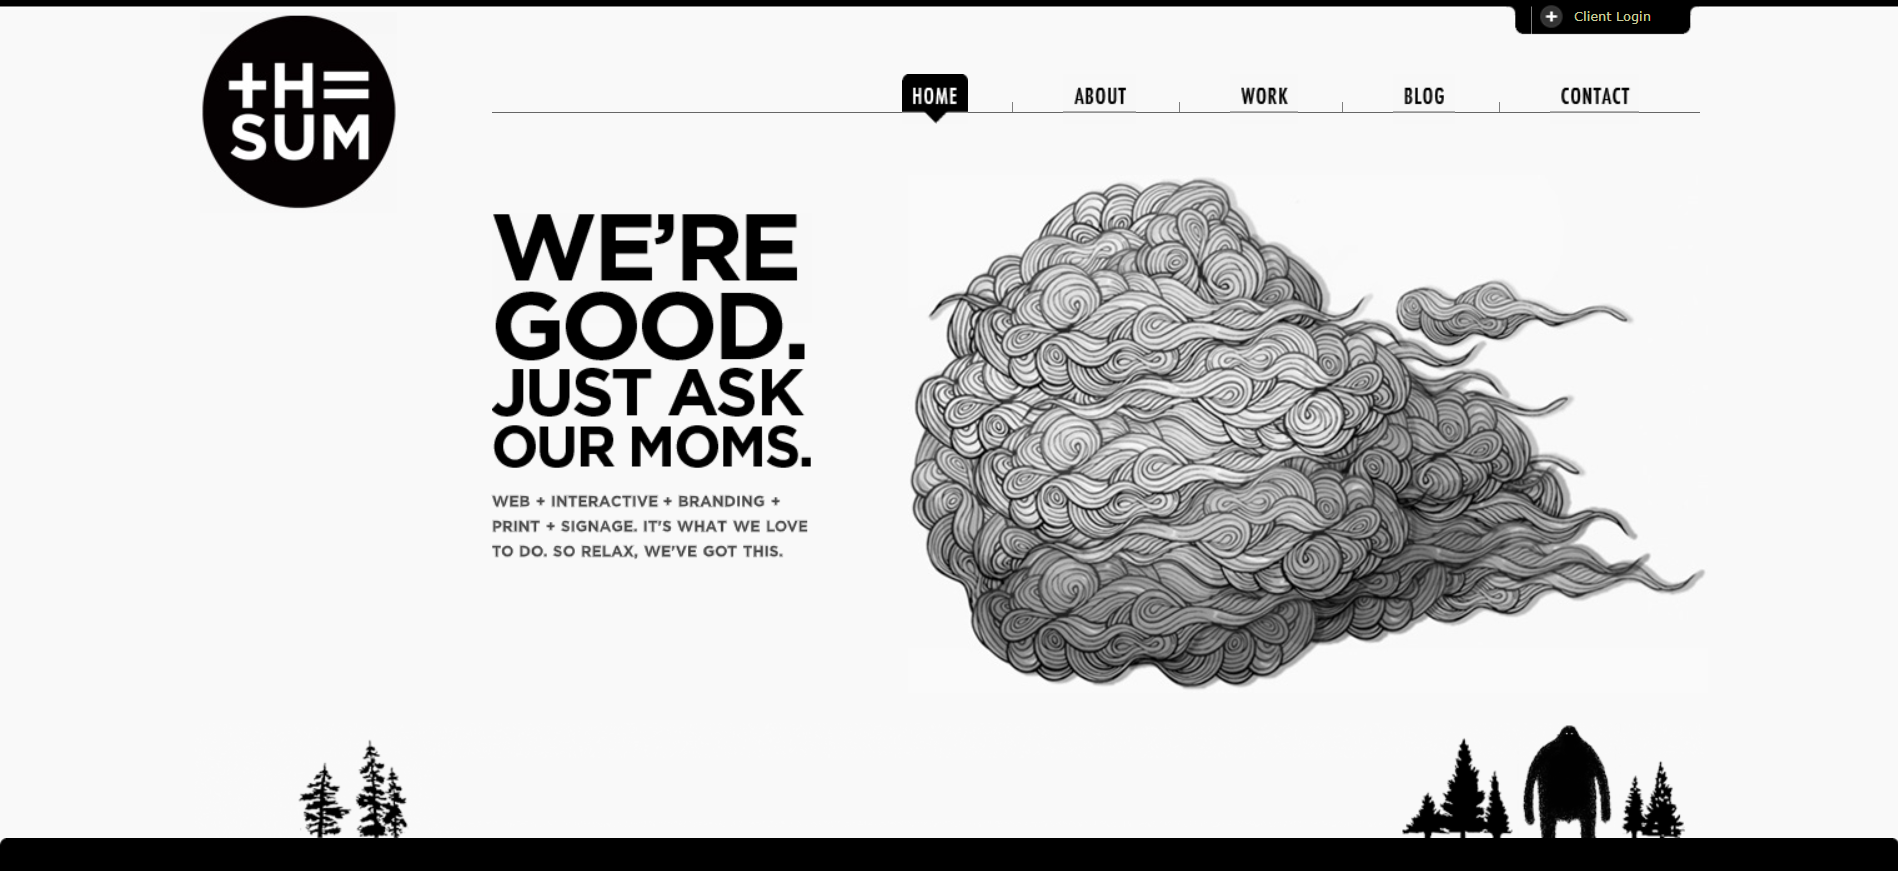 Client Login
+H=
SUM
HOME
ABOUT
WORK
BLOG
CONTACT
WE'RE
GOOD.
JUST ASK
OUR MOMS.
WEB + INTERACTIVE + BRANDING +
PRINT + SIGNAGE. IT'S WHAT WE LOVE
TO DO. SO RELAX, WE'VE GOT THIS.